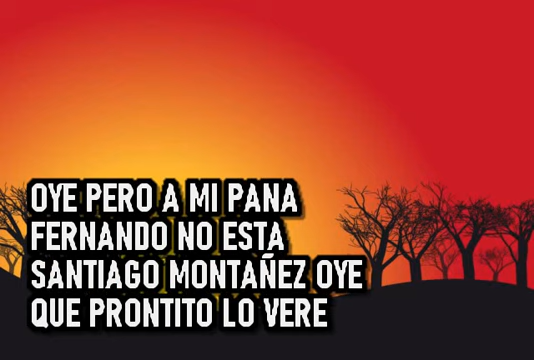 OYE PERO A MI PANA
FERNANDO NO ESTA
SANTIAGO MONTAÑEZ OYE
QUE PRONTITO LO VERE